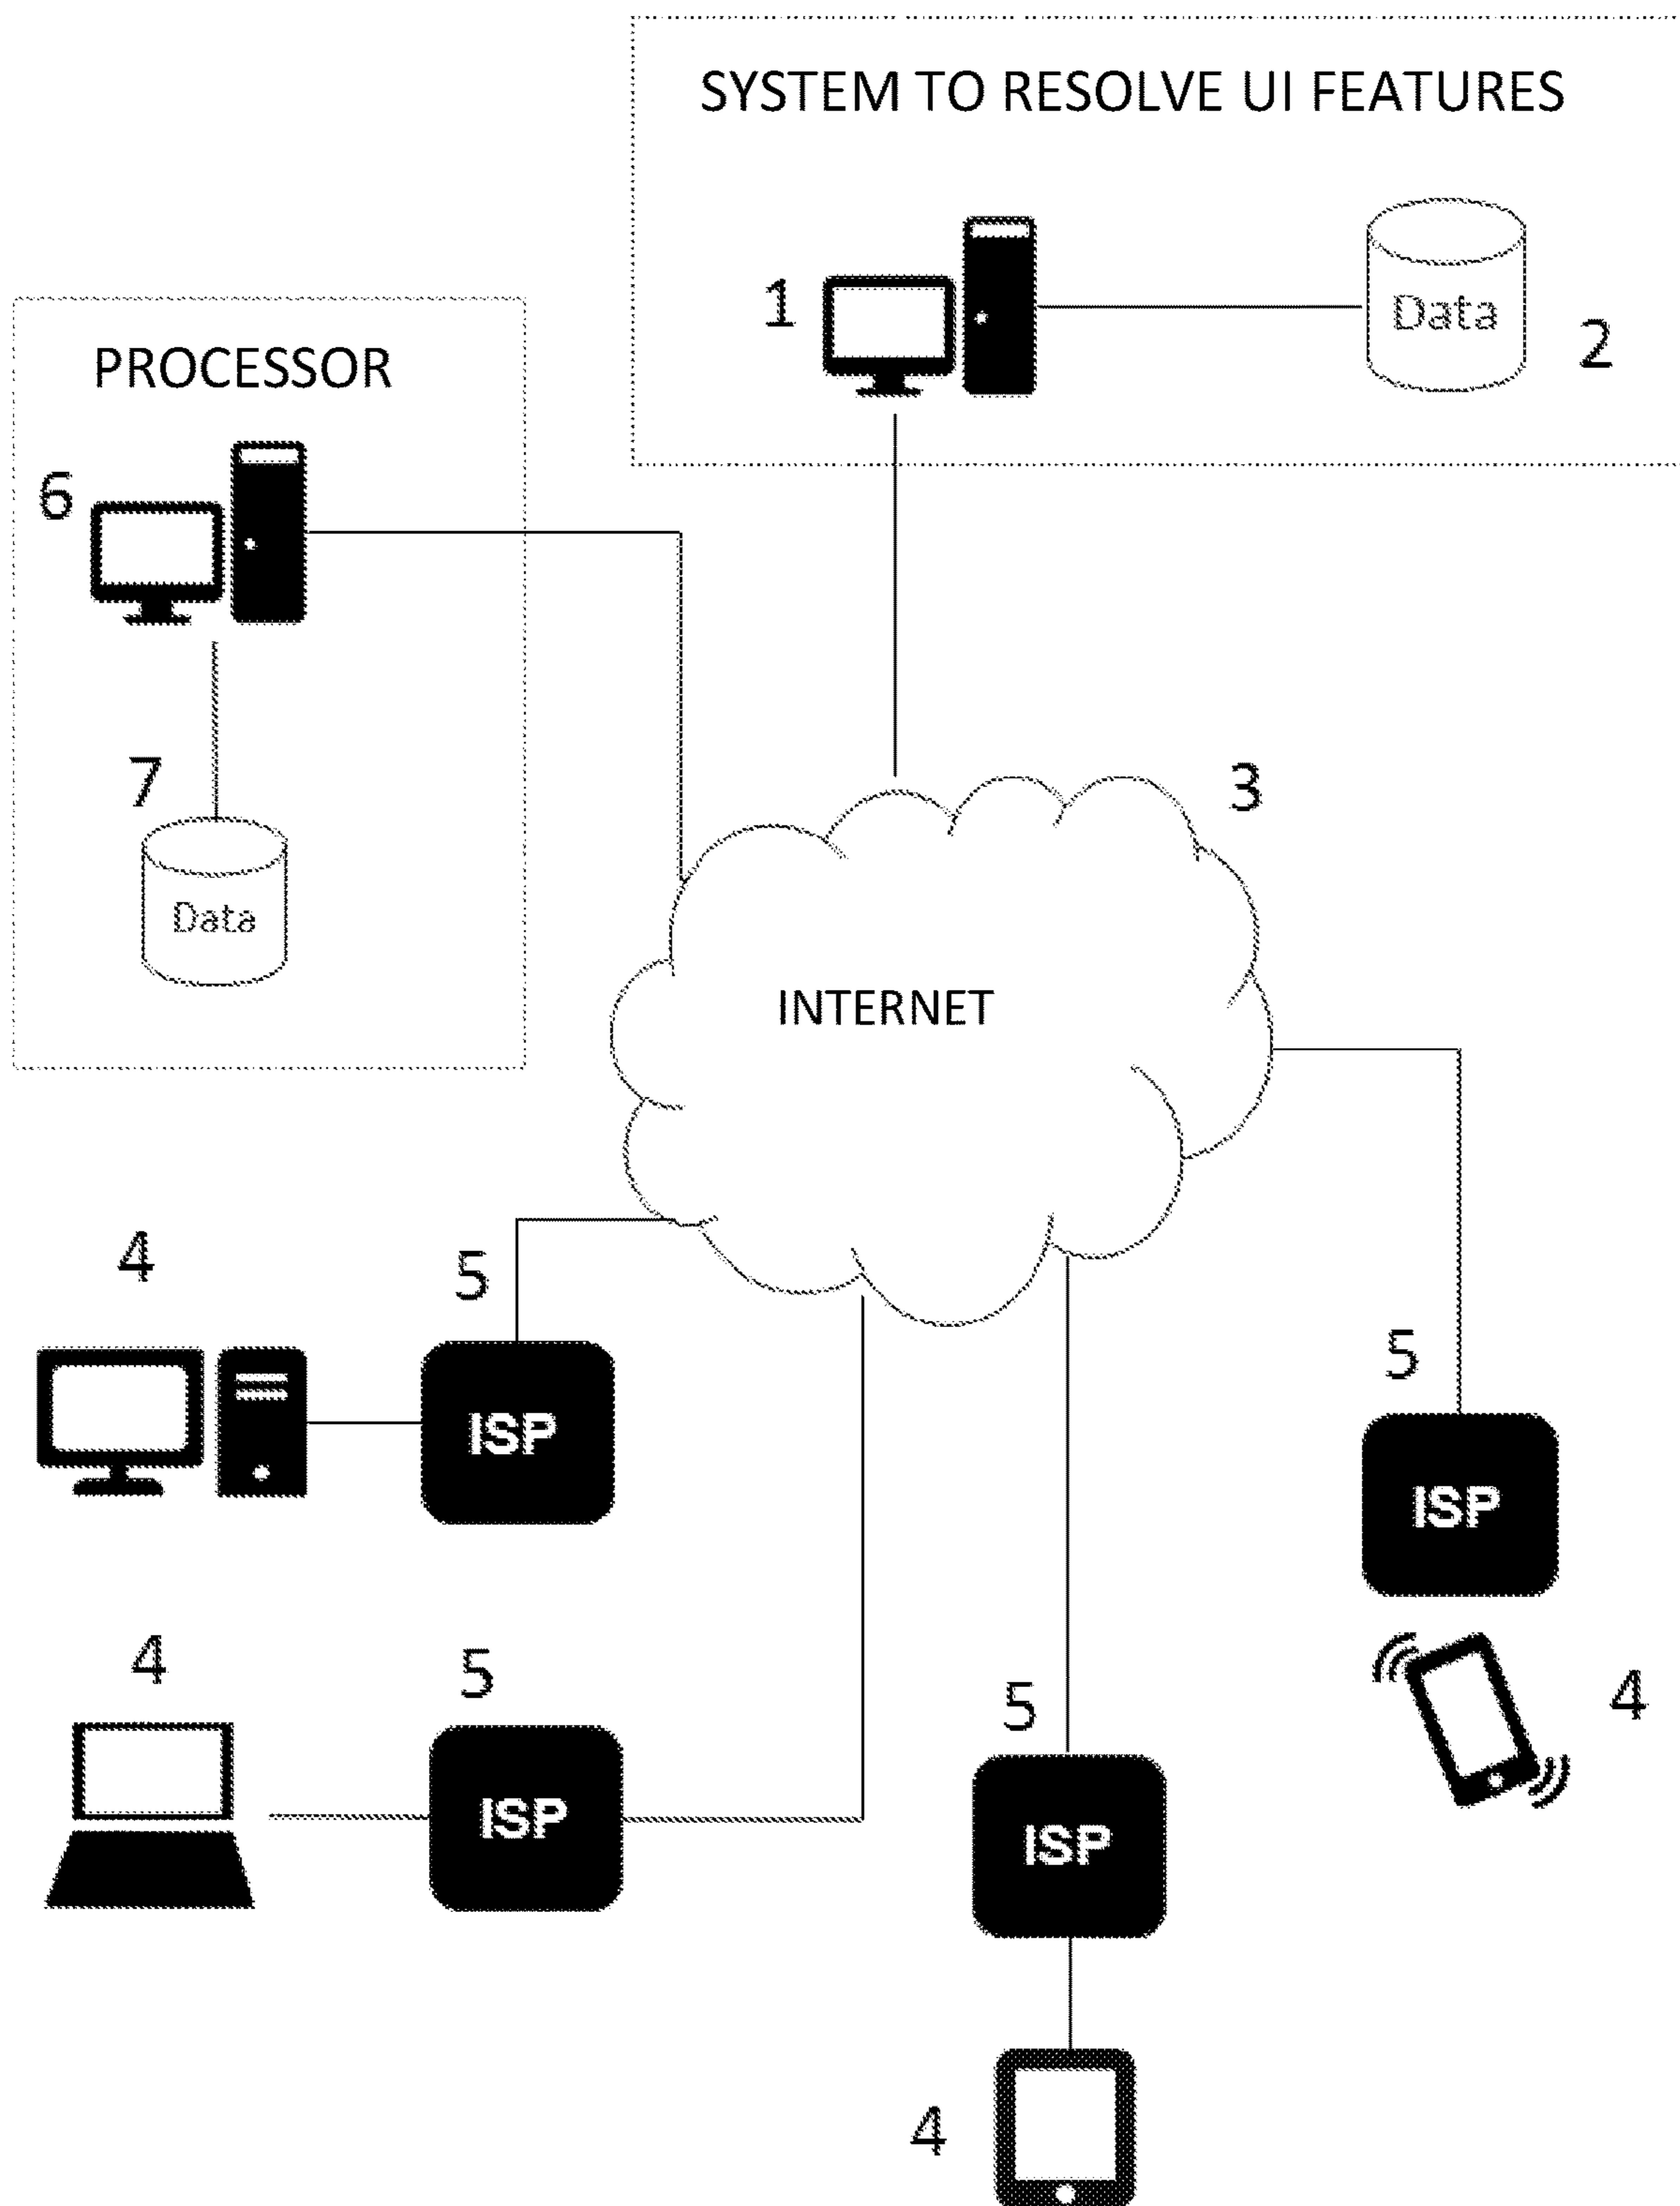 SYSTEM TO RESOLVE UI FEATURES
1
Data
2
PROCESSOR
6
7
Data
3
INTERNET
4
5
ISP
5
ISP
4
5
ISP
5
ISP
4
4